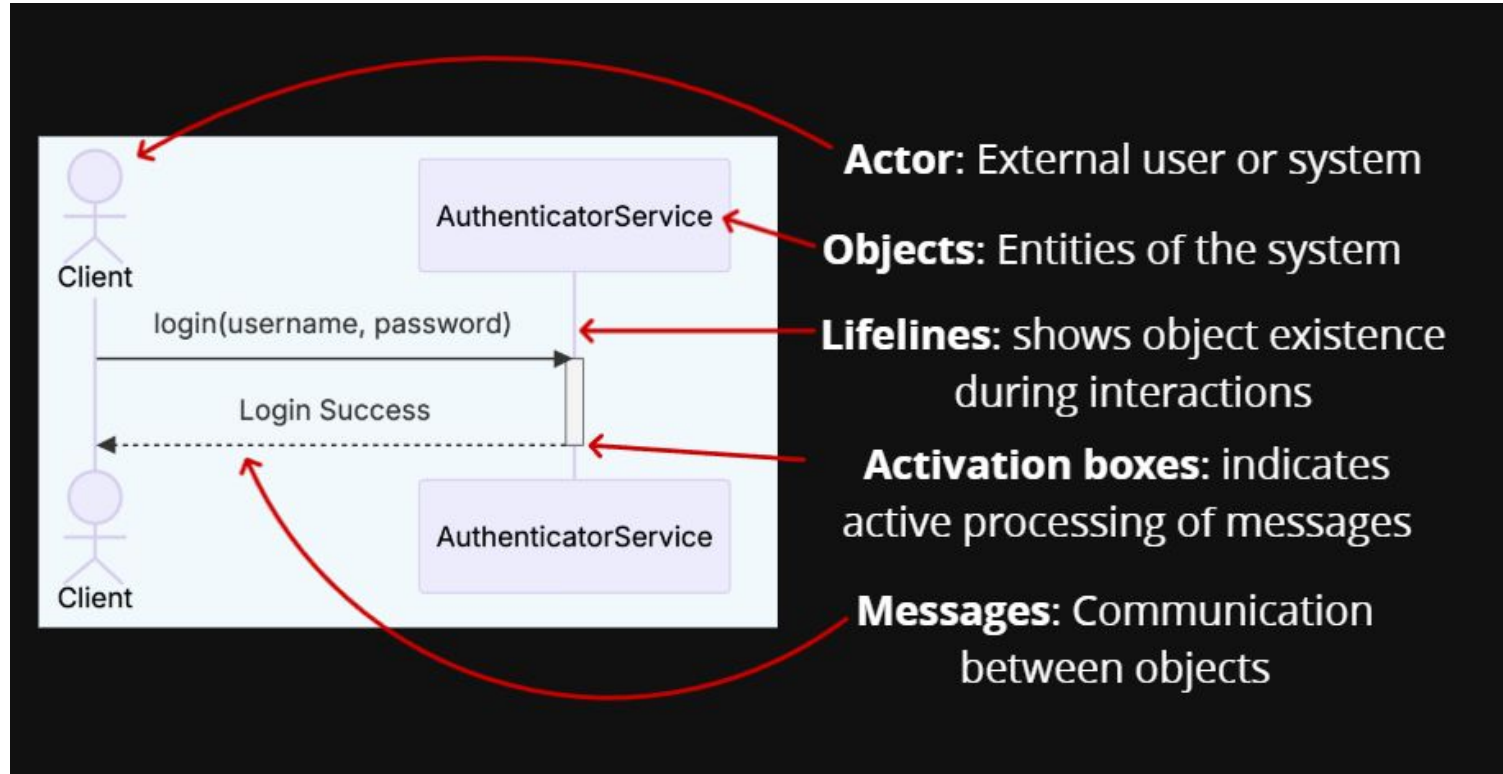 Actor: External user or system
AuthenticatorService
Objects: Entities of the system
Client
login(username, password)
Lifelines: shows object existence
during interactions
Login Success
Activation boxes: indicates
active processing of messages
AuthenticatorService
Client
Messages: Communication
between objects